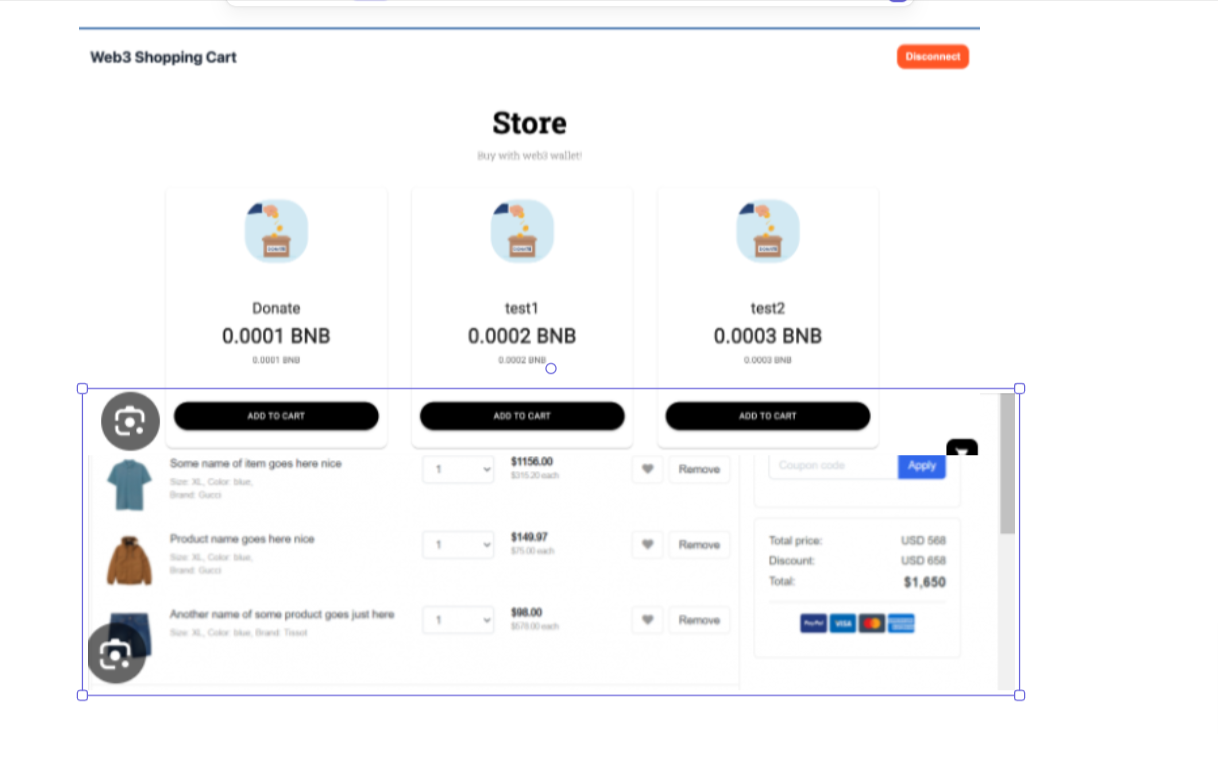 Web3 Shopping Cart
Disconnect
Store
Buy with web3 wallet!
Donate
0.0001 BNB
0.0001 BNB
ADD TO CART
test1
0.0002 BNB
0.0002 BNB
ADD TO CART
test2
0.0003 BNB
0.0003 BNB
ADD TO CART
Some name of item goes here nice
Size: XL, Color: blue,
Brand: Gucci
1
$1156.00
$315.20 each
Remove
Product name goes here nice
Size: XL, Color: blue,
Brand: Gucci
1
$149.97
$75.00 each
Remove
Another name of some product goes just here
Size: XL, Color: blue, Brand: Tissot
1
$98.00
$578.00 each
Remove
Coupon code
Apply
Total price: USD 568
Discount: USD 658
Total: $1,650
PayPal VISA